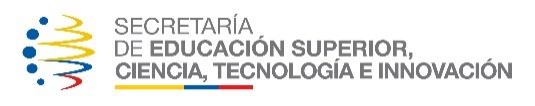 SECRETARÍA
DE EDUCACIÓN SUPERIOR,
CIENCIA, TECNOLOGÍA E INNOVACIÓN